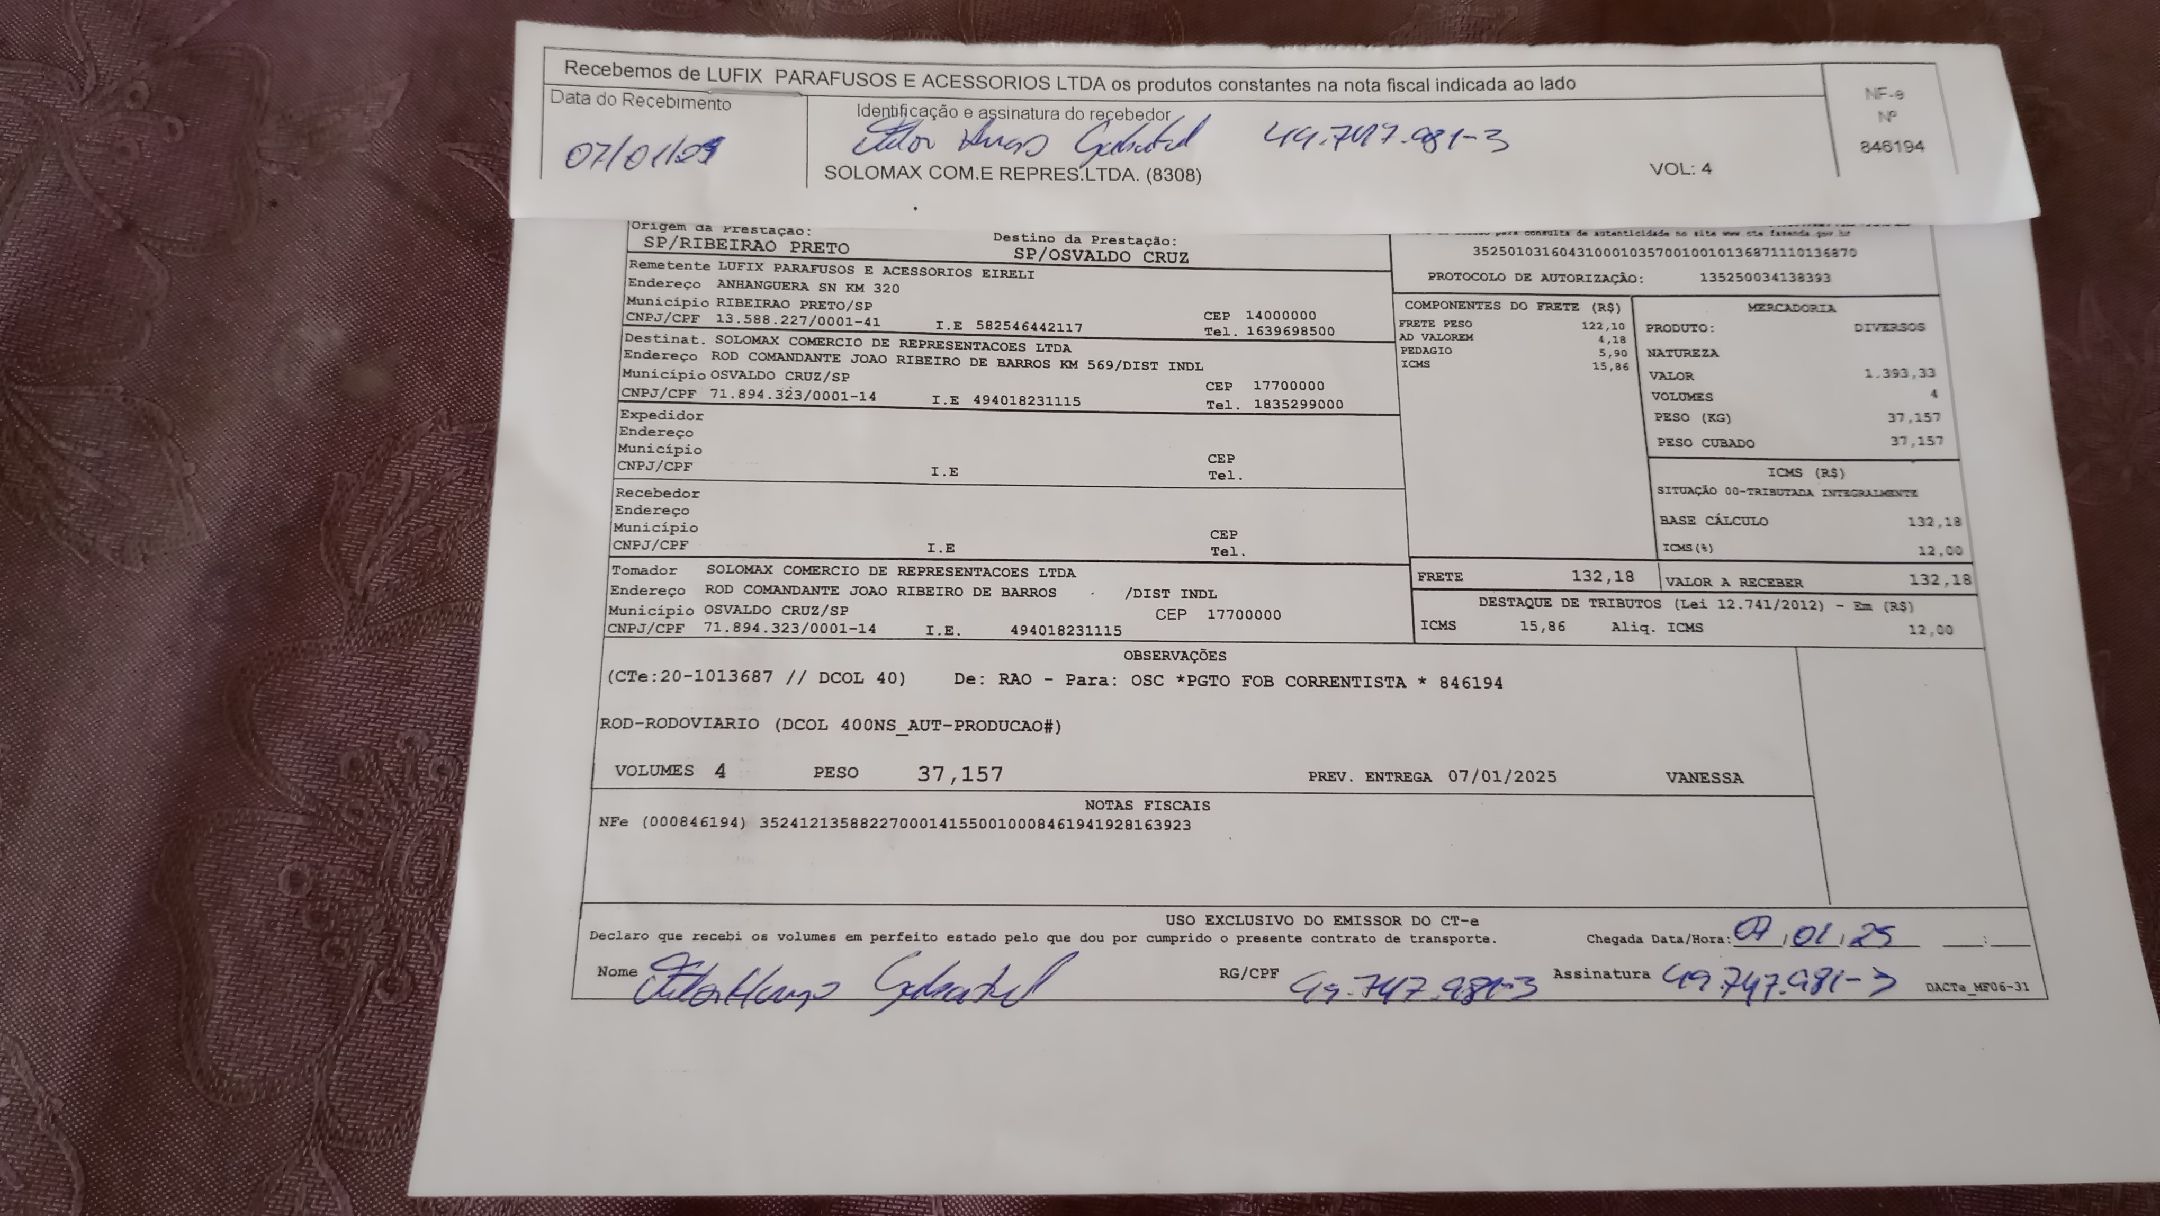 Recebemos de LUFIX PARAFUSOS E ACESSORIOS LTDA os produtos constantes na nota fiscal indicada ao lado
NF-e
Nº
846194
Data do Recebimento
07/01/
Identificação e assinatura do recebedor
49.747.981-3
SOLOMAX COM.E REPRES.LTDA. (8308)
VOL: 4
Origem da Prestação:
SP/RIBEIRAO PRETO
Destino da Prestação:
SP/OSVALDO CRUZ
para consulta de autenticidade no site www cte fazenda gov br
PROTOCOLO DE AUTORIZAÇÃO: 135250034138393
Remetente LUFIX PARAFUSOS E ACESSORIOS EIRELI
Endereço ANHANGUERA SN KM 320
Município RIBEIRAO PRETO/SP CEP 14000000
CNPJ/CPF 13.588.227/0001-41 I.E 582546442117 Tel. 1639698500
Destinat. SOLOMAX COMERCIO DE REPRESENTACOES LTDA
Endereço ROD COMANDANTE JOAO RIBEIRO DE BARROS KM 569/DIST INDL
Município OSVALDO CRUZ/SP CEP 17700000
CNPJ/CPF 71.894.323/0001-14 I.E 494018231115 Tel. 1835299000
Expedidor
Endereço
Município CEP
CNPJ/CPF I.E Tel.
Recebedor
Endereço
Município CEP
CNPJ/CPF I.E Tel.
Tomador SOLOMAX COMERCIO DE REPRESENTACOES LTDA
Endereço ROD COMANDANTE JOAO RIBEIRO DE BARROS /DIST INDL
Município OSVALDO CRUZ/SP CEP 17700000
CNPJ/CPF 71.894.323/0001-14 I.E. 494018231115
COMPONENTES DO FRETE (R$)
FRETE PESO 122,10
AD VALOREM 4,18
PEDAGIO 5,90
ICMS 15,86
MERCADORIA
PRODUTO: DIVERSOS
NATUREZA
VALOR 1.393,33
VOLUMES 4
PESO (KG) 37,157
PESO CUBADO 37,157
ICMS (R$)
SITUAÇÃO 00-TRIBUTADA INTEGRALMENTE
BASE CÁLCULO 132,18
ICMS(%) 12,00
FRETE 132,18
VALOR A RECEBER 132,18
DESTAQUE DE TRIBUTOS (Lei 12.741/2012) - Em (R$)
ICMS 15,86 Aliq. ICMS 12,00
OBSERVAÇÕES
(CTe:20-1013687 // DCOL 40) De: RAO - Para: OSC *PGTO FOB CORRENTISTA * 846194
ROD-RODOVIARIO (DCOL 400NS_AUT-PRODUCAO#)
VOLUMES 4 PESO 37,157 PREV. ENTREGA 07/01/2025 VANESSA
NOTAS FISCAIS
NFe (000846194) 35241213588227000141550010008461941928163923
USO EXCLUSIVO DO EMISSOR DO CT-e
Declaro que recebi os volumes em perfeito estado pelo que dou por cumprido o presente contrato de transporte. Chegada Data/Hora: 07/01/25 __:__
Nome RG/CPF 49.747.981-3 Assinatura 49.747.981-3
DACTe_MF06-31